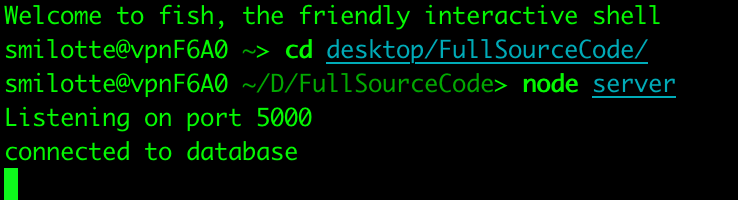 Welcome to fish, the friendly interactive shell
smilotte@vpnF6A0 ~> cd desktop/FullSourceCode/
smilotte@vpnF6A0 ~/D/FullSourceCode> node server
Listening on port 5000
connected to database